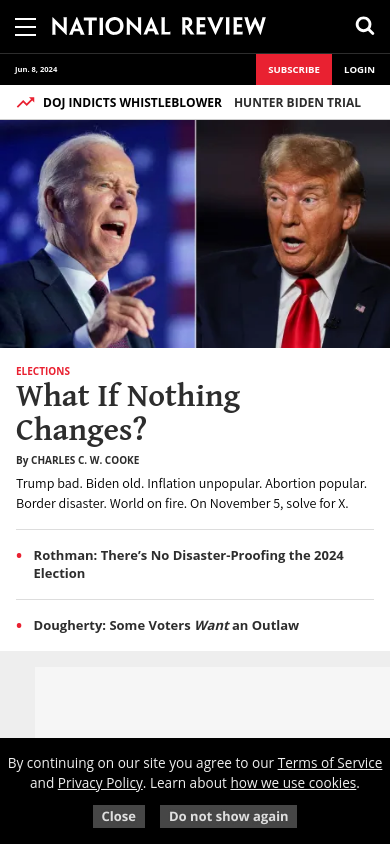 NATIONAL REVIEW
Jun. 8, 2024
SUBSCRIBE
LOGIN
DOJ INDICTS WHISTLEBLOWER
HUNTER BIDEN TRIAL
ELECTIONS
What If Nothing
Changes?
By CHARLES C. W. COOKE
Trump bad. Biden old. Inflation unpopular. Abortion popular.
Border disaster. World on fire. On November 5, solve for X.
• Rothman: There’s No Disaster-Proofing the 2024
Election
• Dougherty: Some Voters Want an Outlaw
By continuing on our site you agree to our Terms of Service
and Privacy Policy. Learn about how we use cookies.
Close
Do not show again